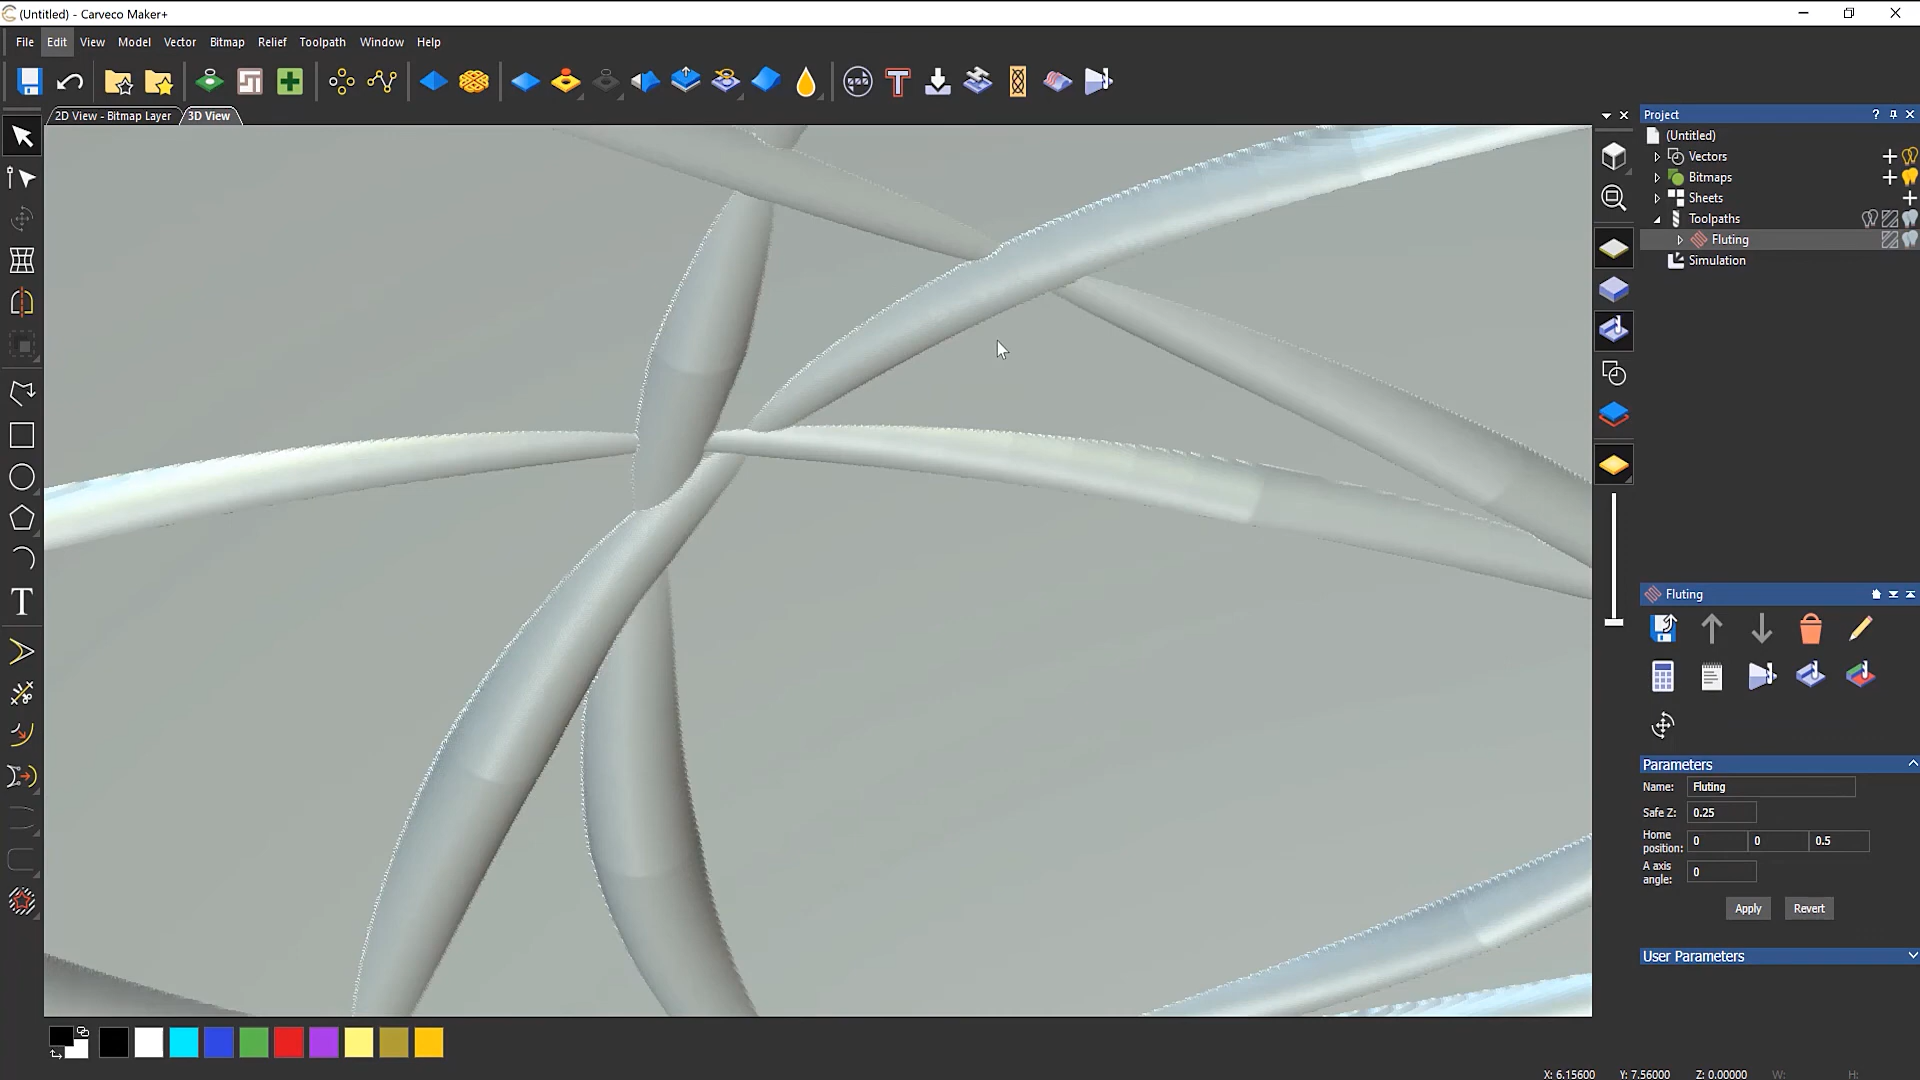 (Untitled) - Carveco Maker+
File Edit View Model Vector Bitmap Relief Toolpath Window Help
2D View - Bitmap Layer 3D View
Project
(Untitled)
Vectors
Bitmaps
Sheets
Toolpaths
Fluting
Simulation
Fluting
Parameters
Name: Fluting
Safe Z: 0.25
Home position: 0 0 0.5
A axis angle: 0
Apply Revert
User Parameters
X: 6.15600 Y: 7.56000 Z: 0.00000 W: H: